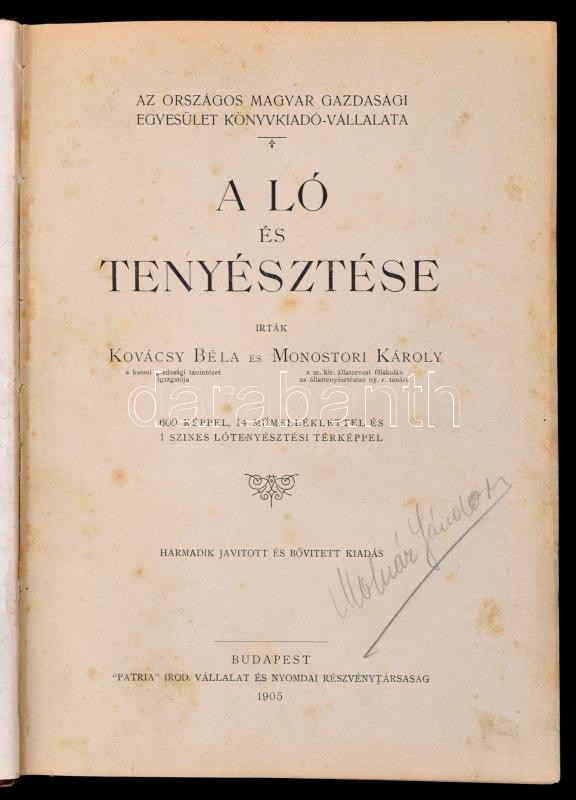 AZ ORSZÁGOS MAGYAR GAZDASÁGI
EGYESÜLET KÖNYVKIADÓ-VÁLLALATA
A LÓ
ÉS
TENYÉSZTÉSE
IRTÁK
KOVÁCSY BÉLA ÉS MONOSTORI KÁROLY
a kassai gazdasági tanintézet
igazgatója
a m. kir. állatorvosi főiskolán
az állattenyésztéstan ny. r. tanára
darabanth
600 KÉPPEL, 14 MŰMELLÉKLETTEL ÉS
1 SZINES LÓTENYÉSZTÉSI TÉRKÉPPEL
HARMADIK JAVITOTT ÉS BŐVITETT KIADÁS
Molnár Sándor
BUDAPEST
"PATRIA" IROD. VÁLLALAT ÉS NYOMDAI RÉSZVÉNYTÁRSASÁG
1905